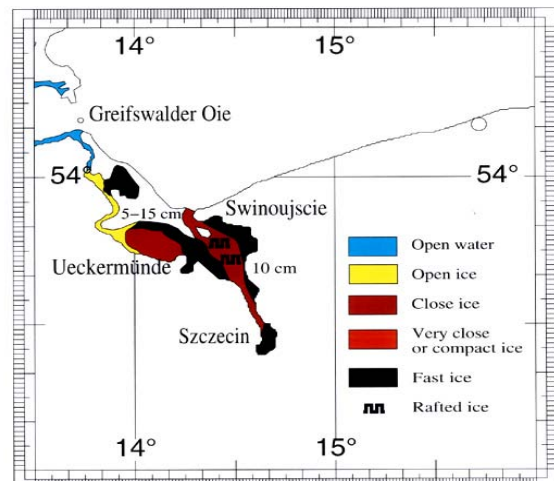 14°
15°
Greifswalder Oie
54°
54°
5–15 cm
Swinoujscie
Ueckermünde
10 cm
Szczecin
Open water
Open ice
Close ice
Very close
or compact ice
Fast ice
Rafted ice
14°
15°